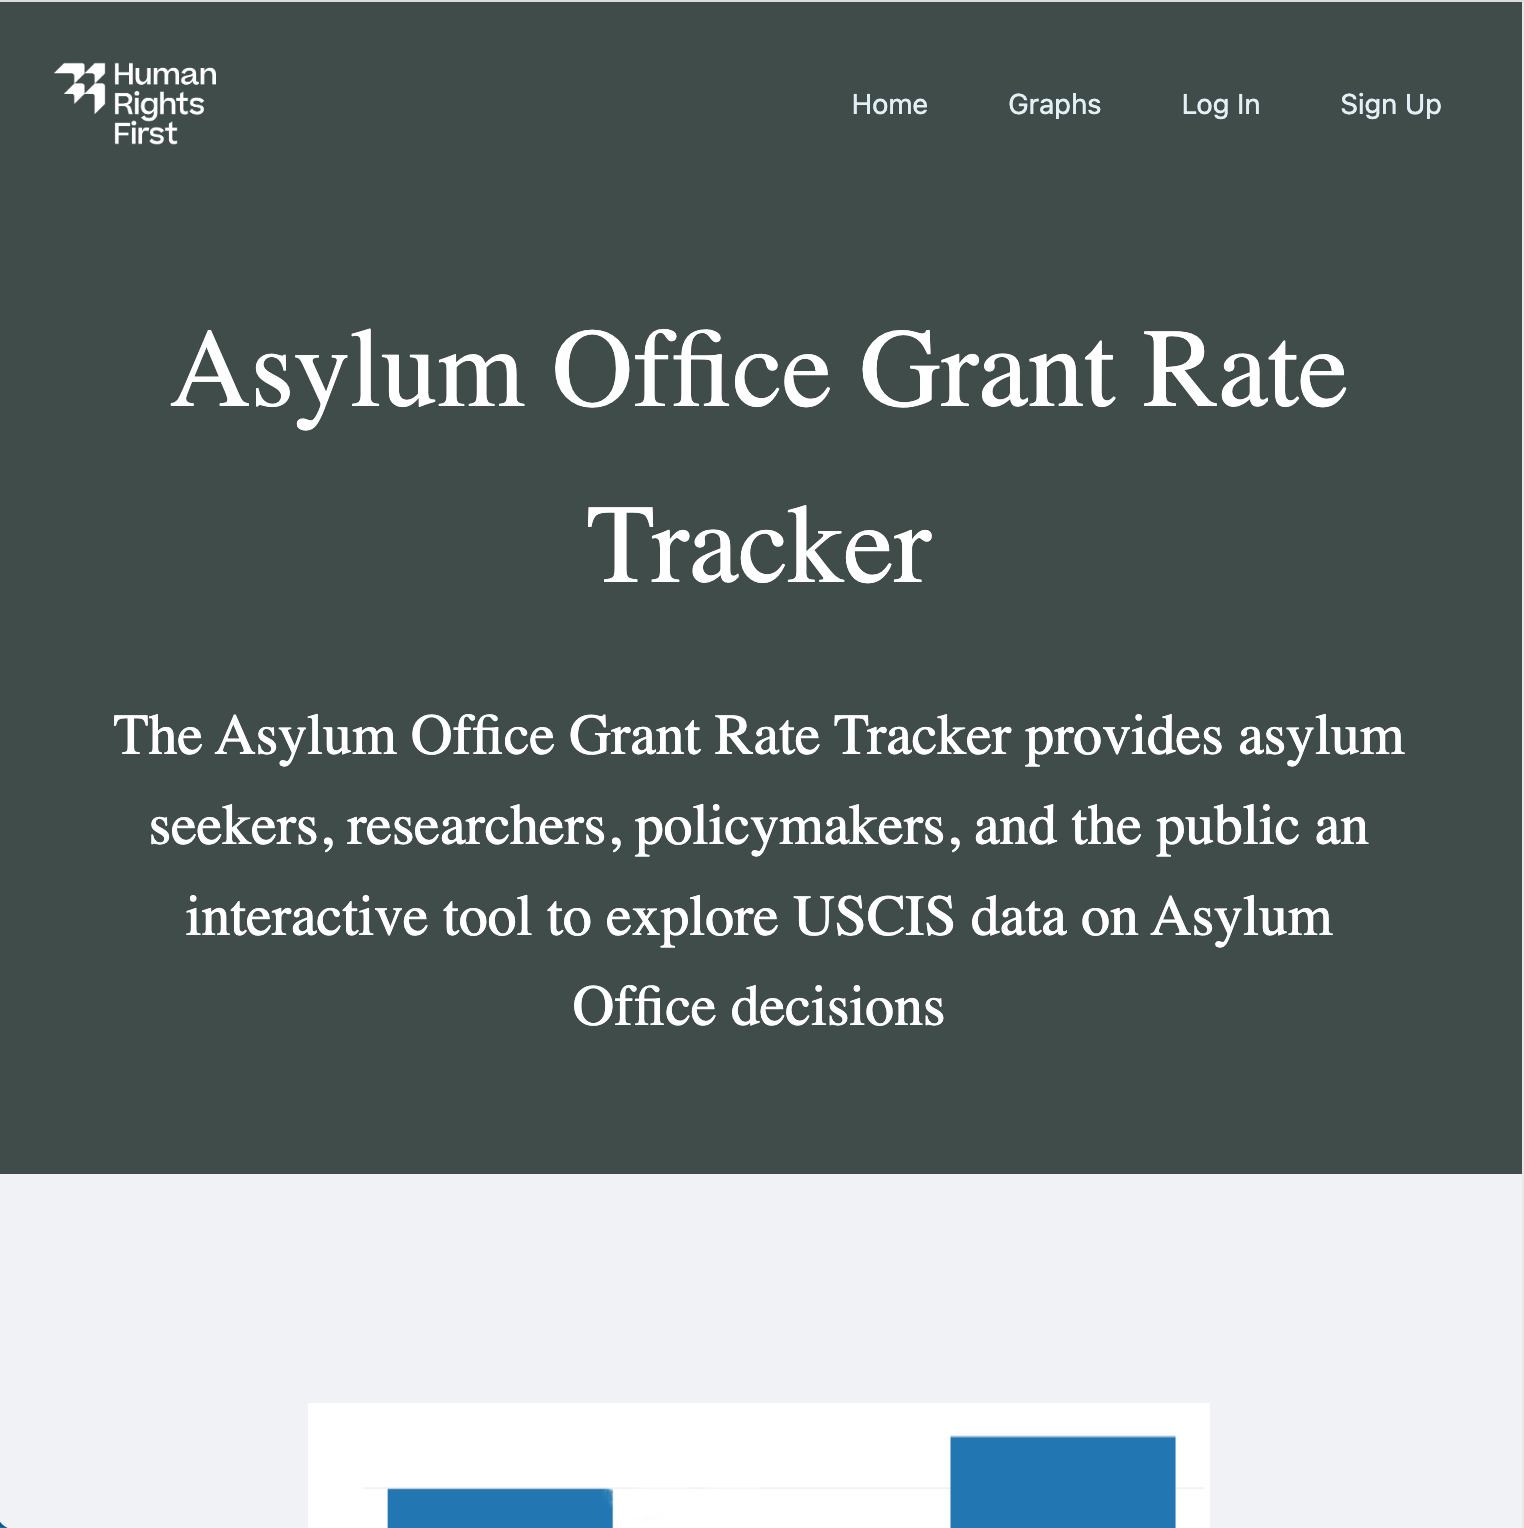 Human
Rights
First
Home
Graphs
Log In
Sign Up
Asylum Office Grant Rate
Tracker
The Asylum Office Grant Rate Tracker provides asylum
seekers, researchers, policymakers, and the public an
interactive tool to explore USCIS data on Asylum
Office decisions